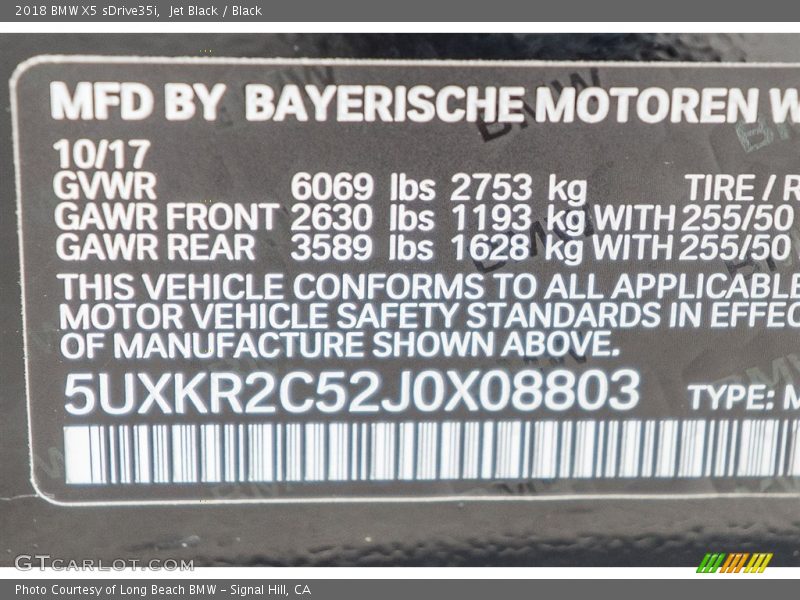 2018 BMW X5 sDrive35i, Jet Black / Black
MFD BY BAYERISCHE MOTOREN
10/17
GVWR 6069 lbs 2753 kg TIRE / R
GAWR FRONT 2630 lbs 1193 kg WITH 255/50
GAWR REAR 3589 lbs 1628 kg WITH 255/50
THIS VEHICLE CONFORMS TO ALL APPLICABLE
MOTOR VEHICLE SAFETY STANDARDS IN EFFEC
OF MANUFACTURE SHOWN ABOVE.
5UXKR2C52J0X08803 TYPE: M
GTCARLOT.COM
Photo Courtesy of Long Beach BMW - Signal Hill, CA